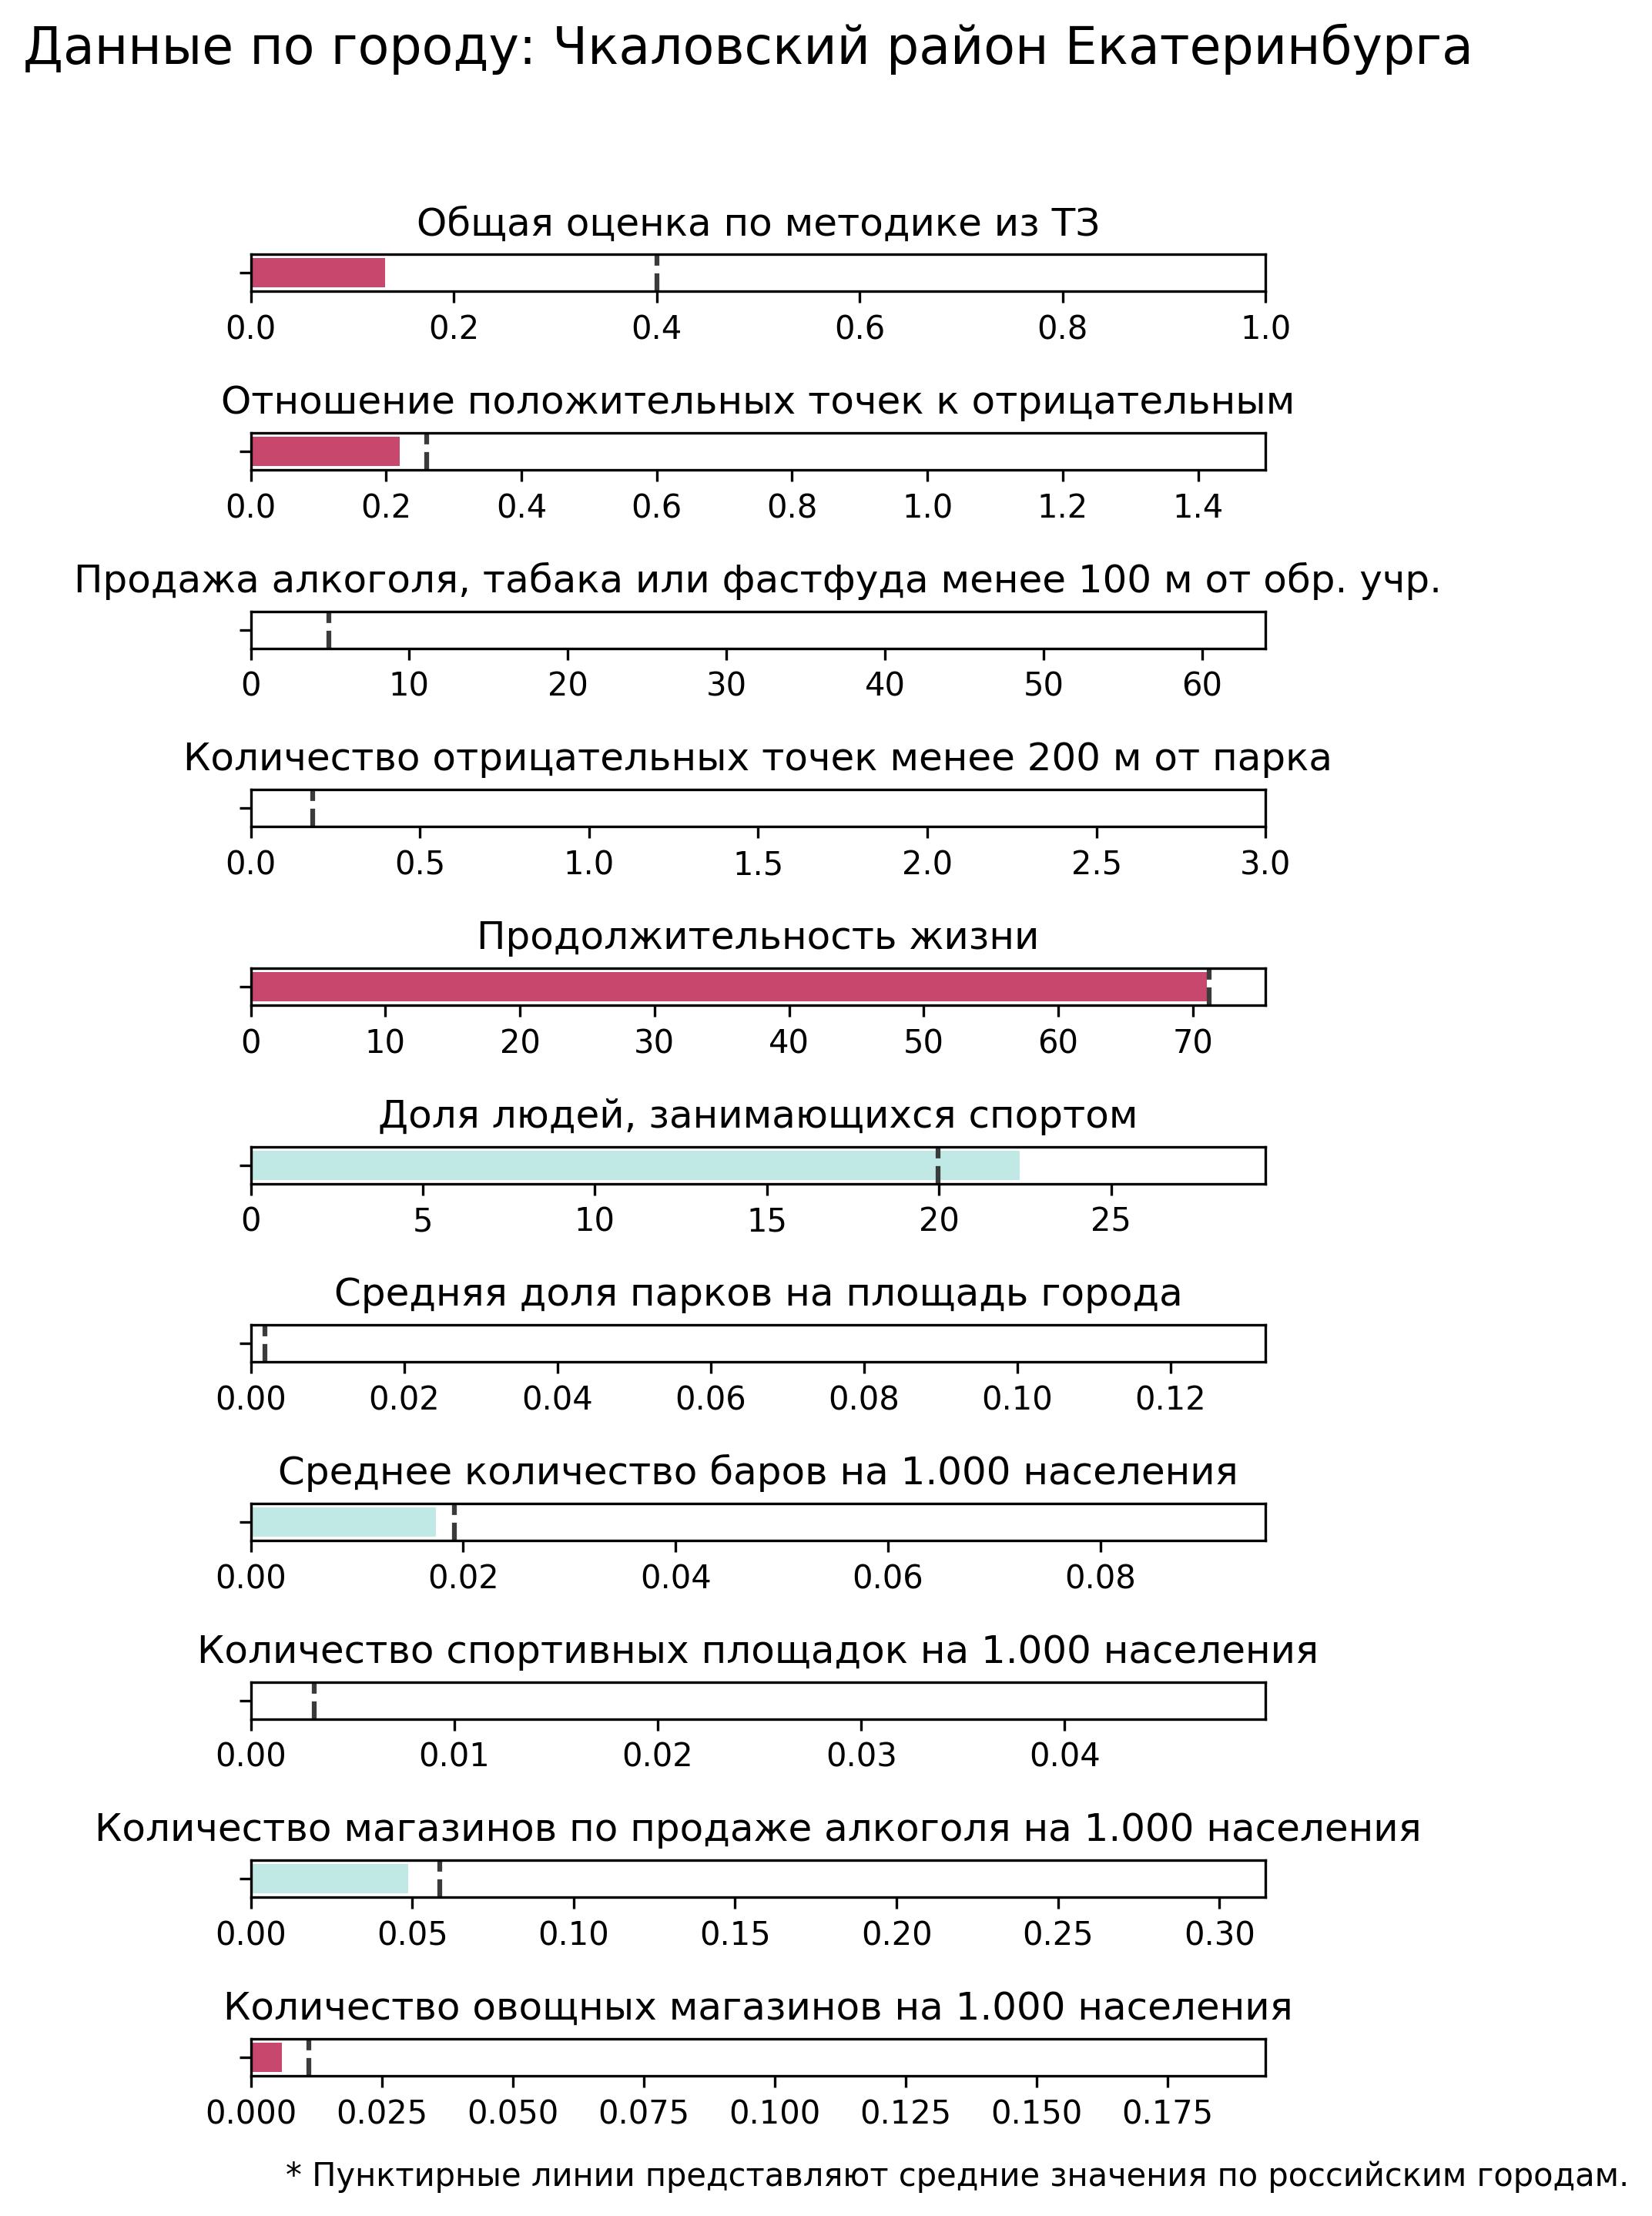 Данные по городу: Чкаловский район Екатеринбурга
Общая оценка по методике из ТЗ
0.0 0.2 0.4 0.6 0.8 1.0
Отношение положительных точек к отрицательным
0.0 0.2 0.4 0.6 0.8 1.0 1.2 1.4
Продажа алкоголя, табака или фастфуда менее 100 м от обр. учр.
0 10 20 30 40 50 60
Количество отрицательных точек менее 200 м от парка
0.0 0.5 1.0 1.5 2.0 2.5 3.0
Продолжительность жизни
0 10 20 30 40 50 60 70
Доля людей, занимающихся спортом
0 5 10 15 20 25
Средняя доля парков на площадь города
0.00 0.02 0.04 0.06 0.08 0.10 0.12
Среднее количество баров на 1.000 населения
0.00 0.02 0.04 0.06 0.08
Количество спортивных площадок на 1.000 населения
0.00 0.01 0.02 0.03 0.04
Количество магазинов по продаже алкоголя на 1.000 населения
0.00 0.05 0.10 0.15 0.20 0.25 0.30
Количество овощных магазинов на 1.000 населения
0.000 0.025 0.050 0.075 0.100 0.125 0.150 0.175
* Пунктирные линии представляют средние значения по российским городам.